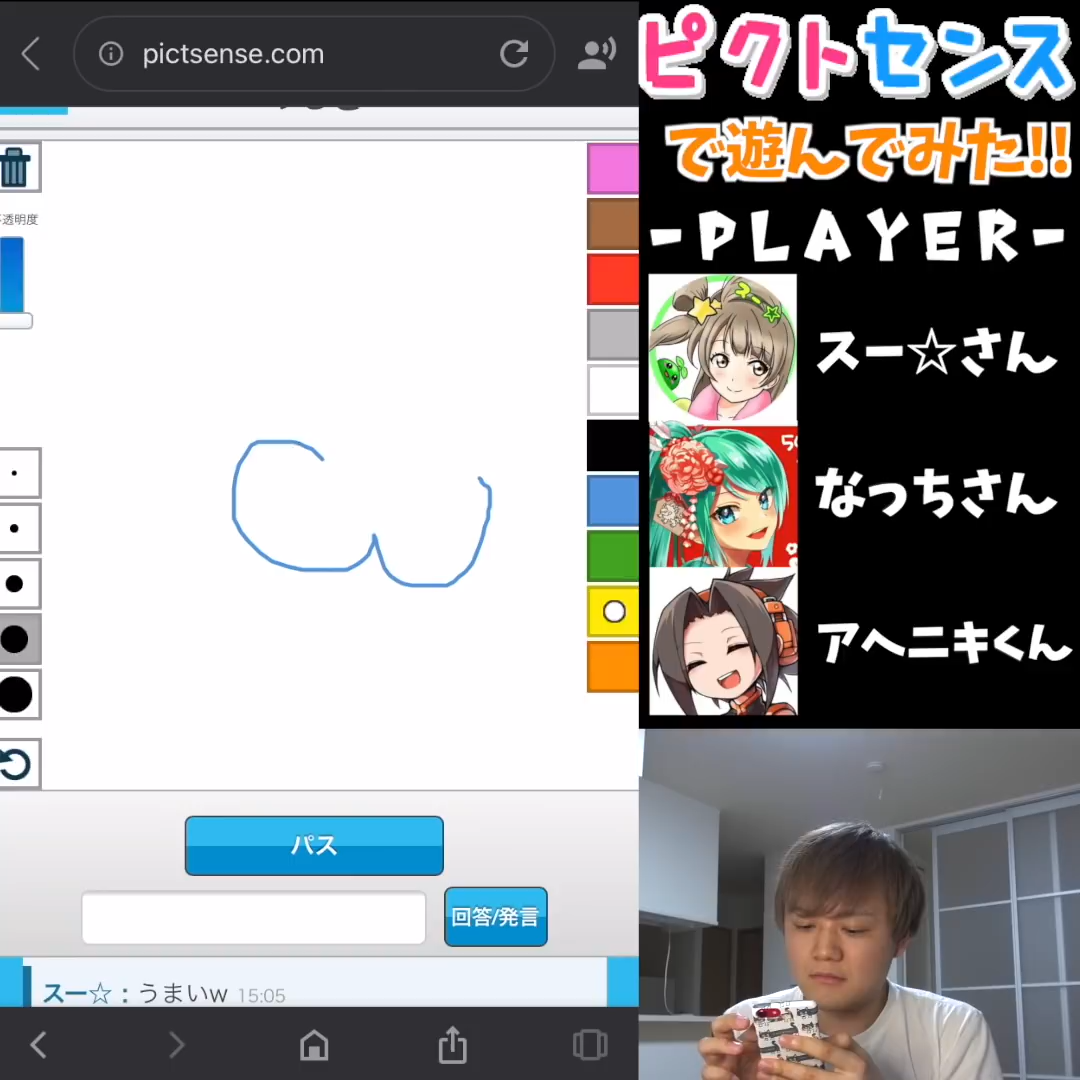 pictsense.com
不透明度
パス
回答/発言
スー☆：うまいw 15:05
ピクトセンス
で遊んでみた!!
-PLAYER-
スー☆さん
なっちさん
アヘニキくん